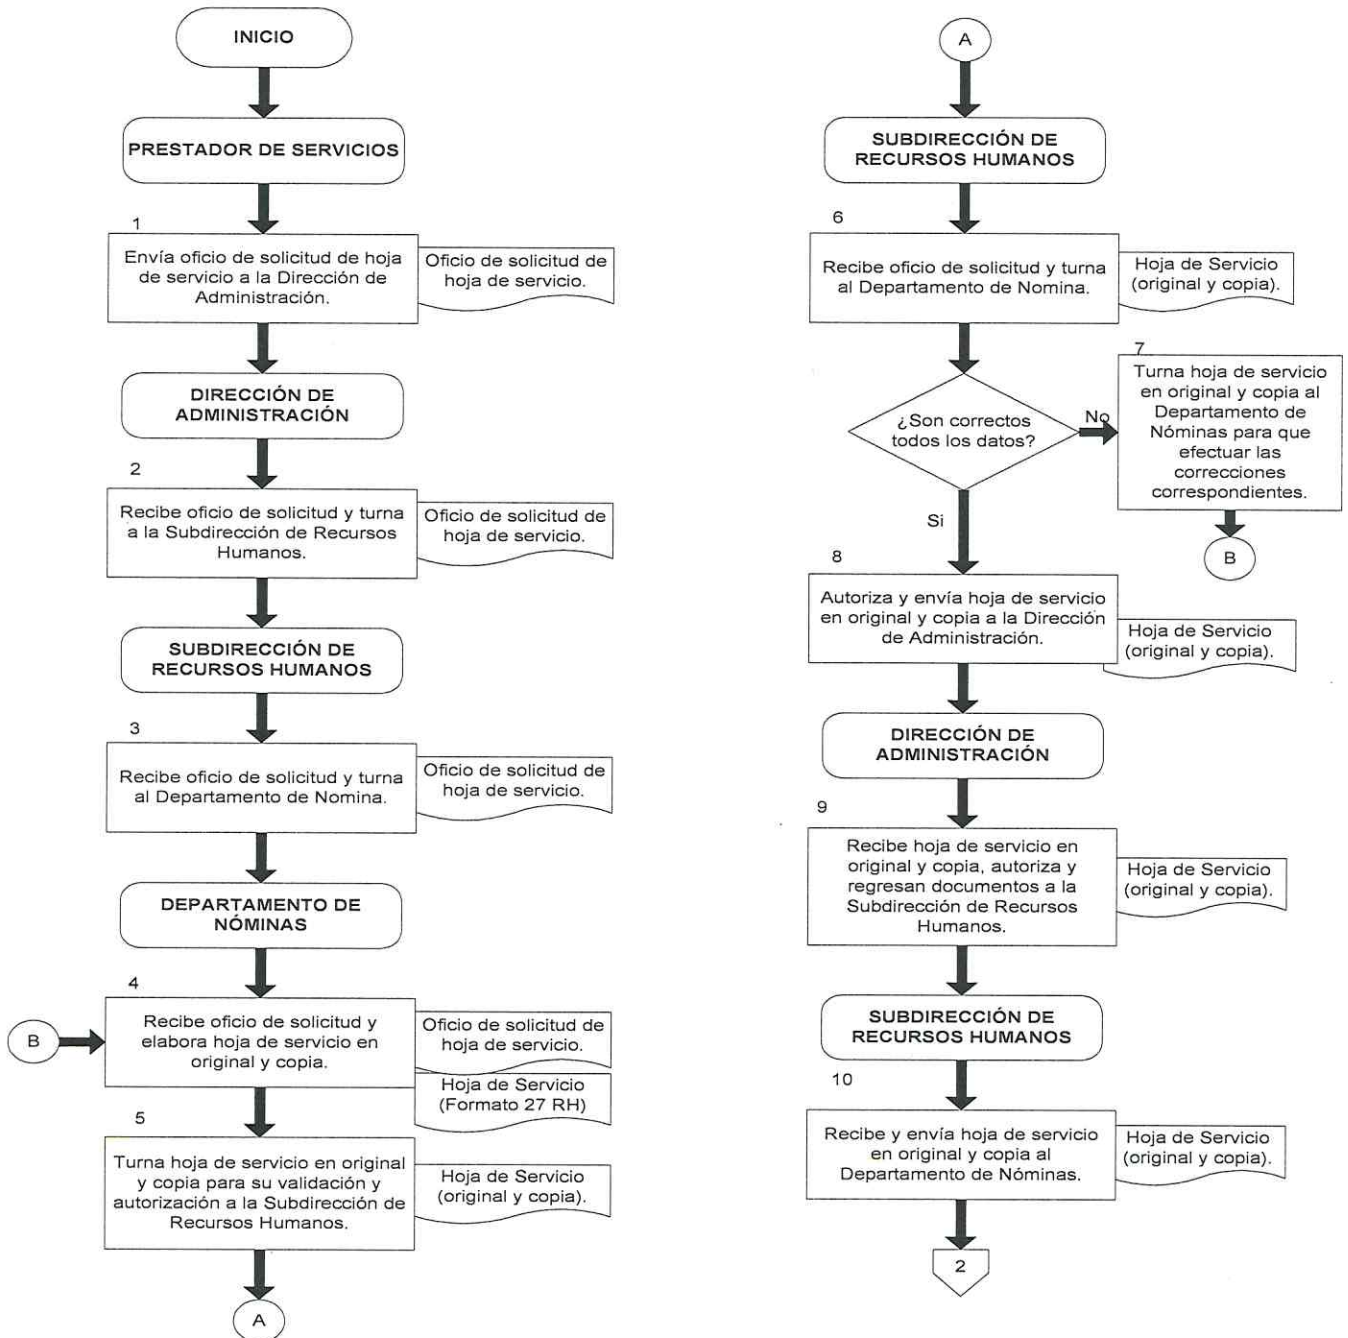 INICIO
PRESTADOR DE SERVICIOS
1
Envía oficio de solicitud de hoja
de servicio a la Dirección de
Administración.
Oficio de solicitud de
hoja de servicio.
DIRECCIÓN DE
ADMINISTRACIÓN
2
Recibe oficio de solicitud y turna
a la Subdirección de Recursos
Humanos.
Oficio de solicitud de
hoja de servicio.
SUBDIRECCIÓN DE
RECURSOS HUMANOS
3
Recibe oficio de solicitud y turna
al Departamento de Nomina.
Oficio de solicitud de
hoja de servicio.
DEPARTAMENTO DE
NÓMINAS
4
B
Recibe oficio de solicitud y
elabora hoja de servicio en
original y copia.
Oficio de solicitud de
hoja de servicio.
Hoja de Servicio
(Formato 27 RH)
5
Turna hoja de servicio en original
y copia para su validación y
autorización a la Subdirección de
Recursos Humanos.
Hoja de Servicio
(original y copia).
A
A
SUBDIRECCIÓN DE
RECURSOS HUMANOS
6
Recibe oficio de solicitud y turna
al Departamento de Nomina.
Hoja de Servicio
(original y copia).
¿Son correctos
todos los datos?
No
7
Turna hoja de servicio
en original y copia al
Departamento de
Nóminas para que
efectuar las
correcciones
correspondientes.
B
Si
8
Autoriza y envía hoja de servicio
en original y copia a la Dirección
de Administración.
Hoja de Servicio
(original y copia).
DIRECCIÓN DE
ADMINISTRACIÓN
9
Recibe hoja de servicio en
original y copia, autoriza y
regresan documentos a la
Subdirección de Recursos
Humanos.
Hoja de Servicio
(original y copia).
SUBDIRECCIÓN DE
RECURSOS HUMANOS
10
Recibe y envía hoja de servicio
en original y copia al
Departamento de Nóminas.
Hoja de Servicio
(original y copia).
2